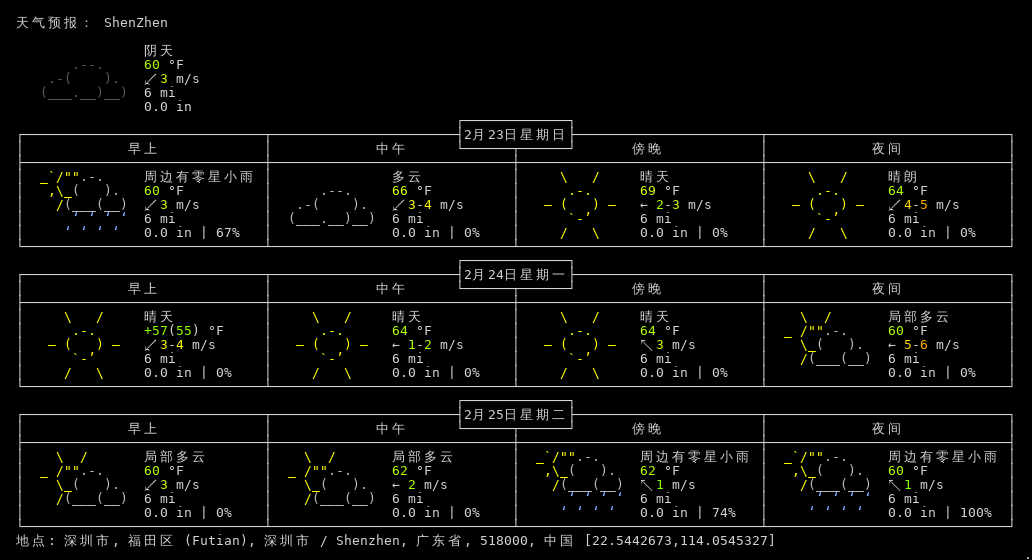 天气预报： ShenZhen
阴天
60 °F
↙3 m/s
6 mi
0.0 in
2月23日星期日
早上 中午 傍晚 夜间
周边有零星小雨 多云 晴天 晴朗
60 °F 66 °F 69 °F 64 °F
↙3 m/s ↙3-4 m/s ← 2-3 m/s ↙4-5 m/s
6 mi 6 mi 6 mi 6 mi
0.0 in | 67% 0.0 in | 0% 0.0 in | 0% 0.0 in | 0%
2月24日星期一
早上 中午 傍晚 夜间
晴天 晴天 晴天 局部多云
+57(55) °F 64 °F 64 °F 60 °F
↙3-4 m/s ← 1-2 m/s ↖3 m/s ← 5-6 m/s
6 mi 6 mi 6 mi 6 mi
0.0 in | 0% 0.0 in | 0% 0.0 in | 0% 0.0 in | 0%
2月25日星期二
早上 中午 傍晚 夜间
局部多云 局部多云 周边有零星小雨 周边有零星小雨
60 °F 62 °F 62 °F 60 °F
↙3 m/s ← 2 m/s ↖1 m/s ↖1 m/s
6 mi 6 mi 6 mi 6 mi
0.0 in | 0% 0.0 in | 0% 0.0 in | 74% 0.0 in | 100%
地点: 深圳市, 福田区 (Futian), 深圳市 / Shenzhen, 广东省, 518000, 中国 [22.5442673,114.0545327]